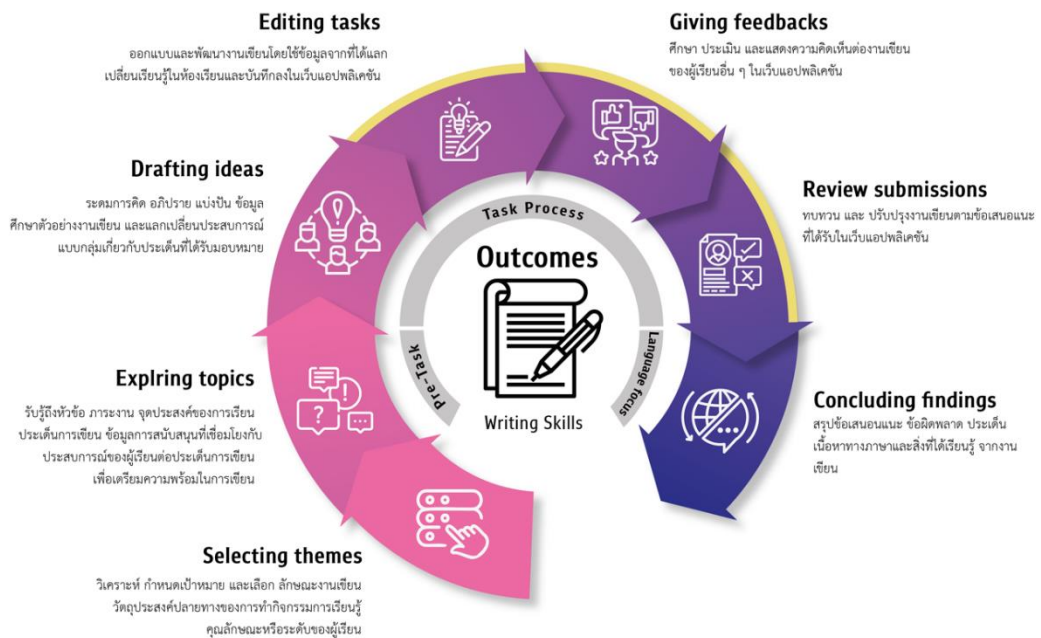 Editing tasks
ออกแบบและพัฒนางานเขียนโดยใช้ข้อมูลจากที่ได้แลก
เปลี่ยนเรียนรู้ในห้องเรียนและบันทึกลงในเว็บแอปพลิเคชัน
Giving feedbacks
ศึกษา ประเมิน และแสดงความคิดเห็นต่องานเขียน
ของผู้เรียนอื่น ๆ ในเว็บแอปพลิเคชัน
Drafting ideas
ระดมการคิด อภิปราย แบ่งปัน ข้อมูล
ศึกษาตัวอย่างงานเขียน และแลกเปลี่ยนประสบการณ์
แบบกลุ่มเกี่ยวกับประเด็นที่ได้รับมอบหมาย
Review submissions
ทบทวน และ ปรับปรุงงานเขียนตามข้อเสนอแนะ
ที่ได้รับในเว็บแอปพลิเคชัน
Task Process
Outcomes
Pre-Task
Language focus
Writing Skills
Explring topics
รับรู้ถึงหัวข้อ ภาระงาน จุดประสงค์ของการเรียน
ประเด็นการเขียน ข้อมูลการสนับสนุนที่เชื่อมโยงกับ
ประสบการณ์ของผู้เรียนต่อประเด็นการเขียน
เพื่อเตรียมความพร้อมในการเขียน
Concluding findings
สรุปข้อเสนอแนะ ข้อผิดพลาด ประเด็น
เนื้อหาทางภาษาและสิ่งที่ได้เรียนรู้ จากงาน
เขียน
Selecting themes
วิเคราะห์ กำหนดเป้าหมาย และเลือก ลักษณะงานเขียน
วัตถุประสงค์ปลายทางของการทำกิจกรรมการเรียนรู้
คุณลักษณะหรือระดับของผู้เรียน